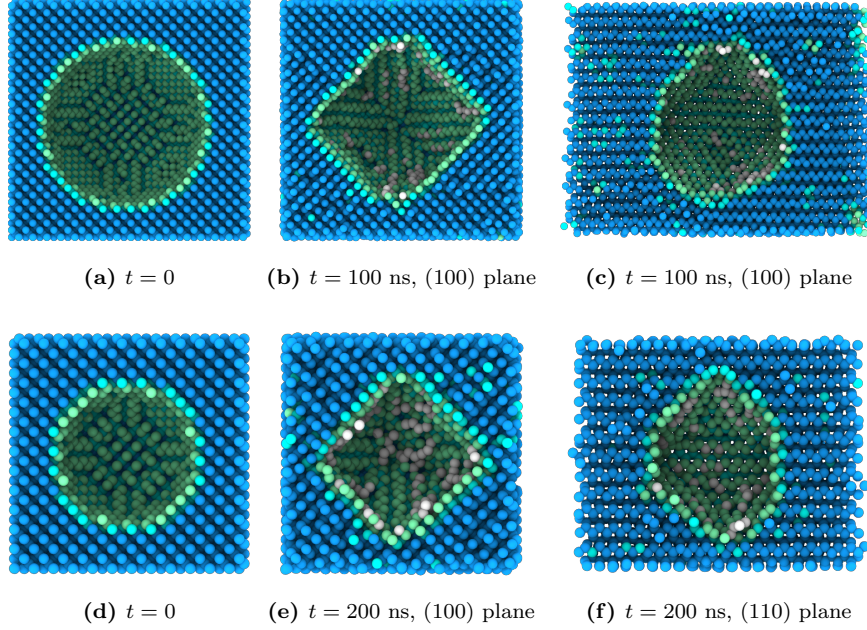 (a) t = 0
(b) t = 100 ns, (100) plane
(c) t = 100 ns, (100) plane
(d) t = 0
(e) t = 200 ns, (100) plane
(f) t = 200 ns, (110) plane